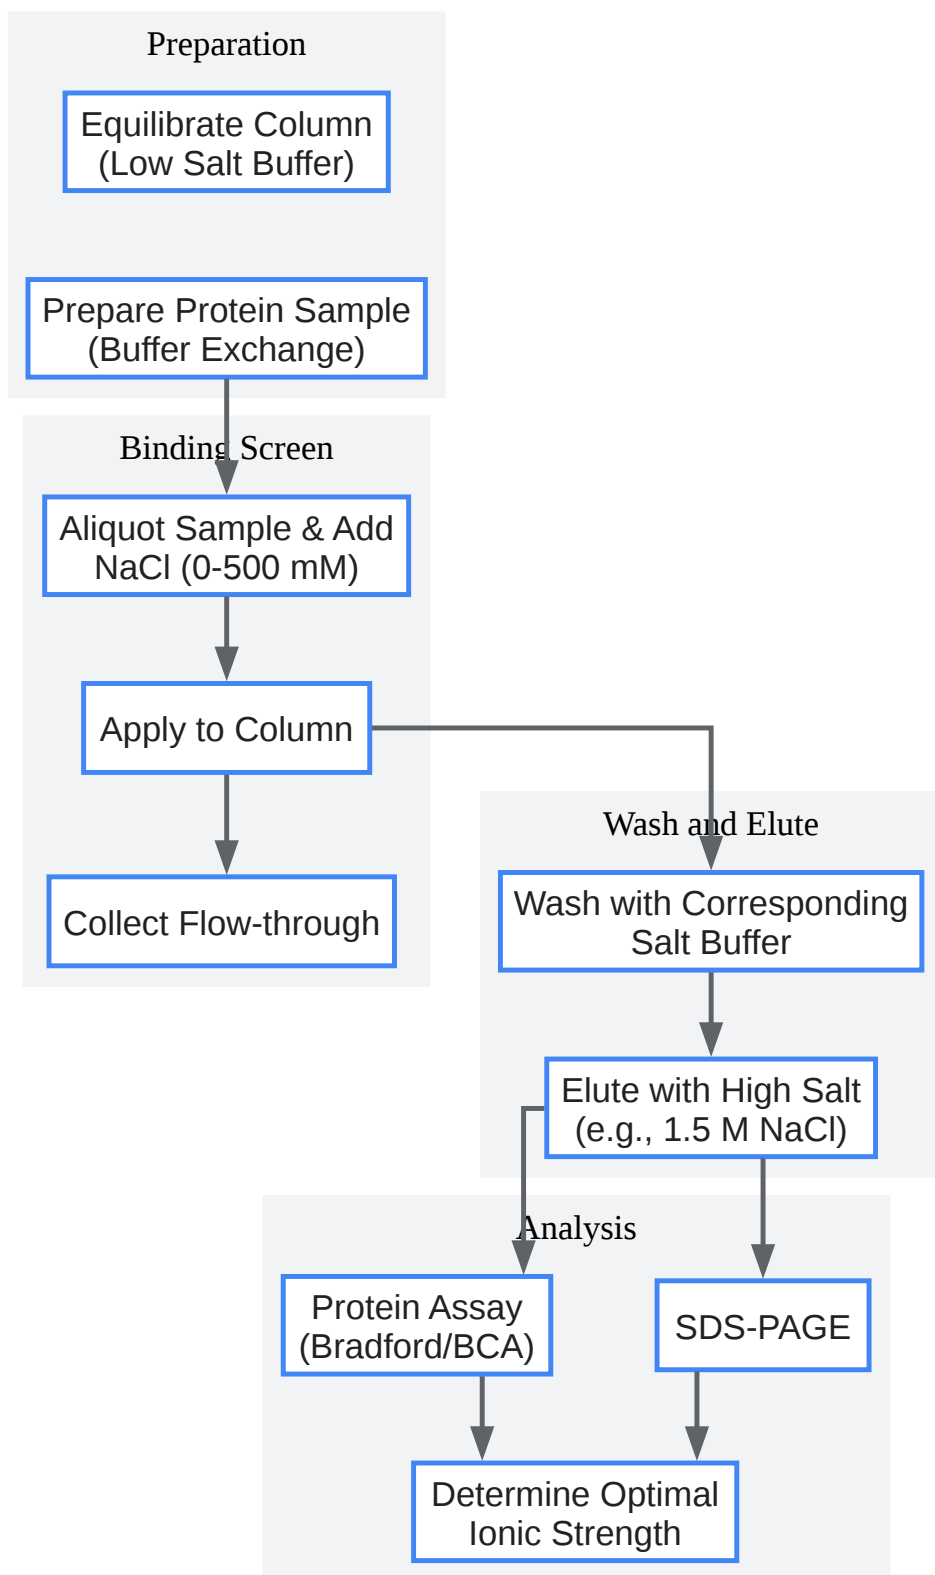 Preparation
Equilibrate Column
(Low Salt Buffer)
Prepare Protein Sample
(Buffer Exchange)
Binding Screen
Aliquot Sample & Add
NaCl (0-500 mM)
Apply to Column
Collect Flow-through
Wash and Elute
Wash with Corresponding
Salt Buffer
Elute with High Salt
(e.g., 1.5 M NaCl)
Analysis
Protein Assay
(Bradford/BCA)
SDS-PAGE
Determine Optimal
Ionic Strength